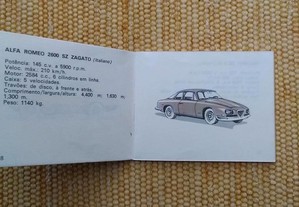 ALFA ROMEO 2600 SZ ZAGATO (Italiano)
Potência: 145 c.v. a 5900 r.p.m.
Veloc. máx.: 210 km/h.
Motor: 2584 c.c., 6 cilindros em linha.
Caixa: 5 velocidades.
Travões: de disco, à frente e atrás.
Comprimento/largura/altura: 4.400 m; 1.635 m;
1.300 m.
Peso: 1140 kg.